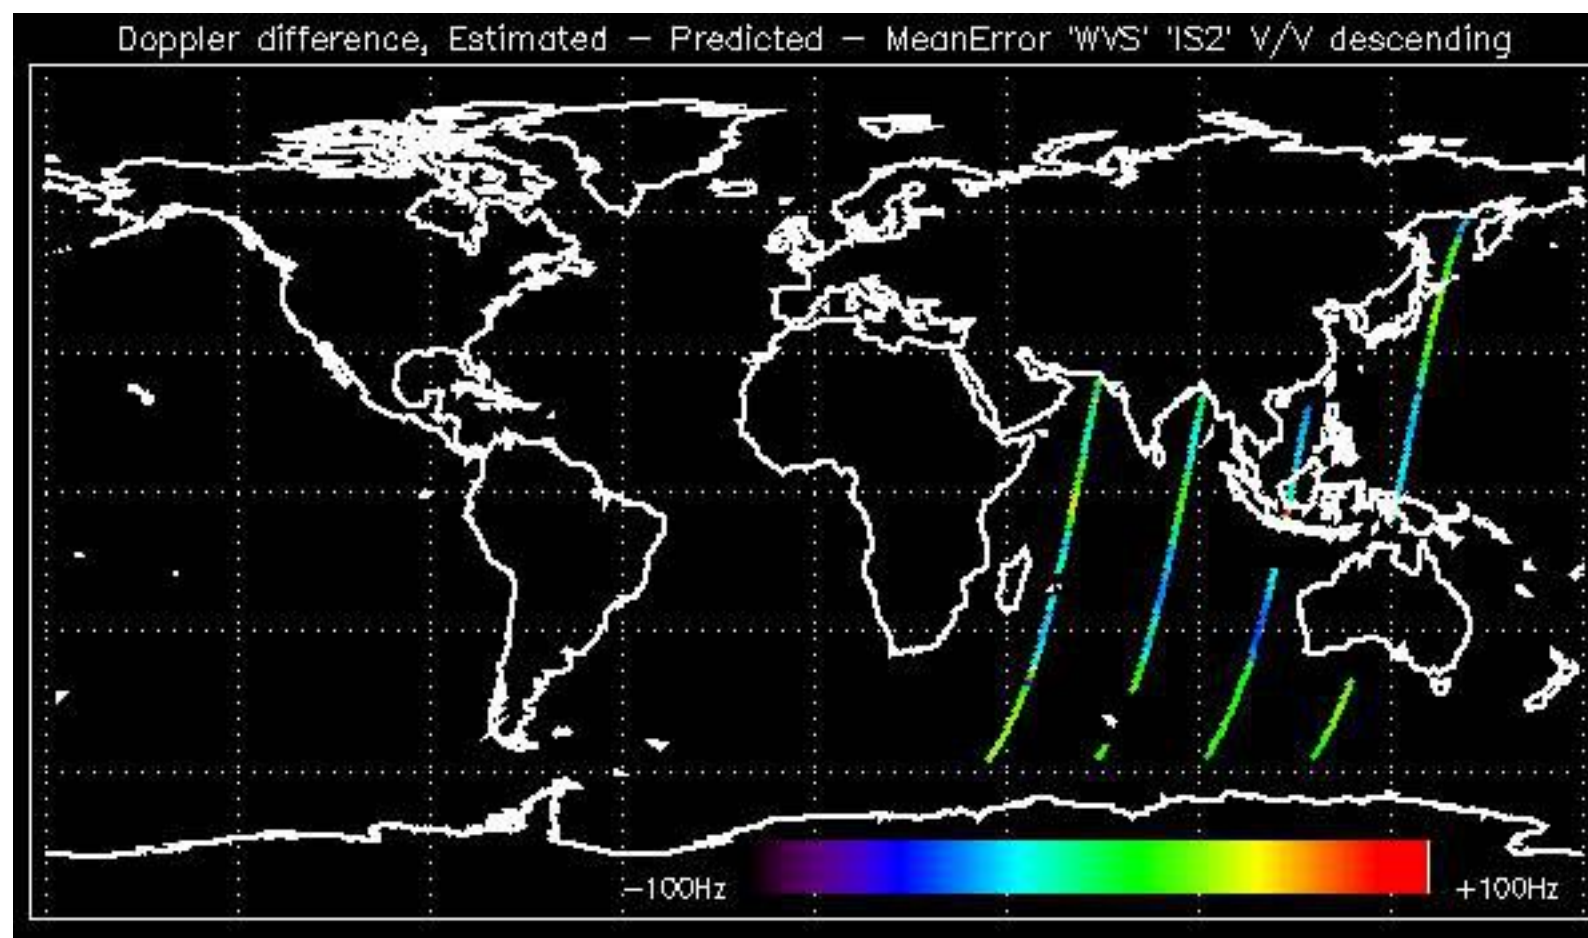 Doppler difference, Estimated – Predicted – MeanError 'WVS' 'IS2' V/V descending
−100Hz
+100Hz